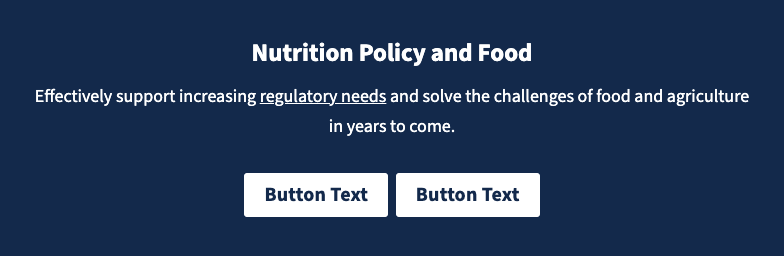 Nutrition Policy and Food
Effectively support increasing regulatory needs and solve the challenges of food and agriculture
in years to come.
Button Text Button Text